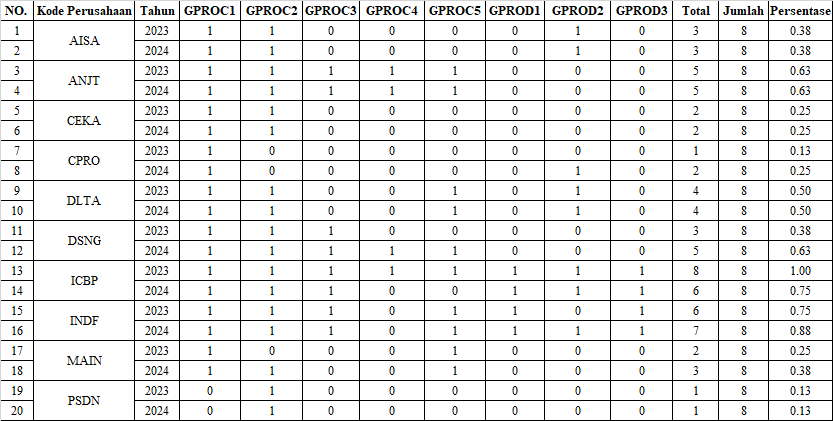 NO. Kode Perusahaan Tahun GPROC1 GPROC2 GPROC3 GPROC4 GPROC5 GPROD1 GPROD2 GPROD3 Total Jumlah Persentase
1 AISA 2023 1 1 0 0 0 0 1 0 3 8 0.38
2 2024 1 1 0 0 0 0 1 0 3 8 0.38
3 ANJT 2023 1 1 1 1 1 0 0 0 5 8 0.63
4 2024 1 1 1 1 1 0 0 0 5 8 0.63
5 CEKA 2023 1 1 0 0 0 0 0 0 2 8 0.25
6 2024 1 1 0 0 0 0 0 0 2 8 0.25
7 CPRO 2023 1 0 0 0 0 0 0 0 1 8 0.13
8 2024 1 0 0 0 0 0 1 0 2 8 0.25
9 DLTA 2023 1 1 0 0 1 0 1 0 4 8 0.50
10 2024 1 1 0 0 1 0 1 0 4 8 0.50
11 DSNG 2023 1 1 1 0 0 0 0 0 3 8 0.38
12 2024 1 1 1 1 1 0 0 0 5 8 0.63
13 ICBP 2023 1 1 1 1 1 1 1 1 8 8 1.00
14 2024 1 1 1 0 0 1 1 1 6 8 0.75
15 INDF 2023 1 1 1 0 1 1 0 1 6 8 0.75
16 2024 1 1 1 0 1 1 1 1 7 8 0.88
17 MAIN 2023 1 0 0 0 1 0 0 0 2 8 0.25
18 2024 1 1 0 0 1 0 0 0 3 8 0.38
19 PSDN 2023 0 1 0 0 0 0 0 0 1 8 0.13
20 2024 0 1 0 0 0 0 0 0 1 8 0.13